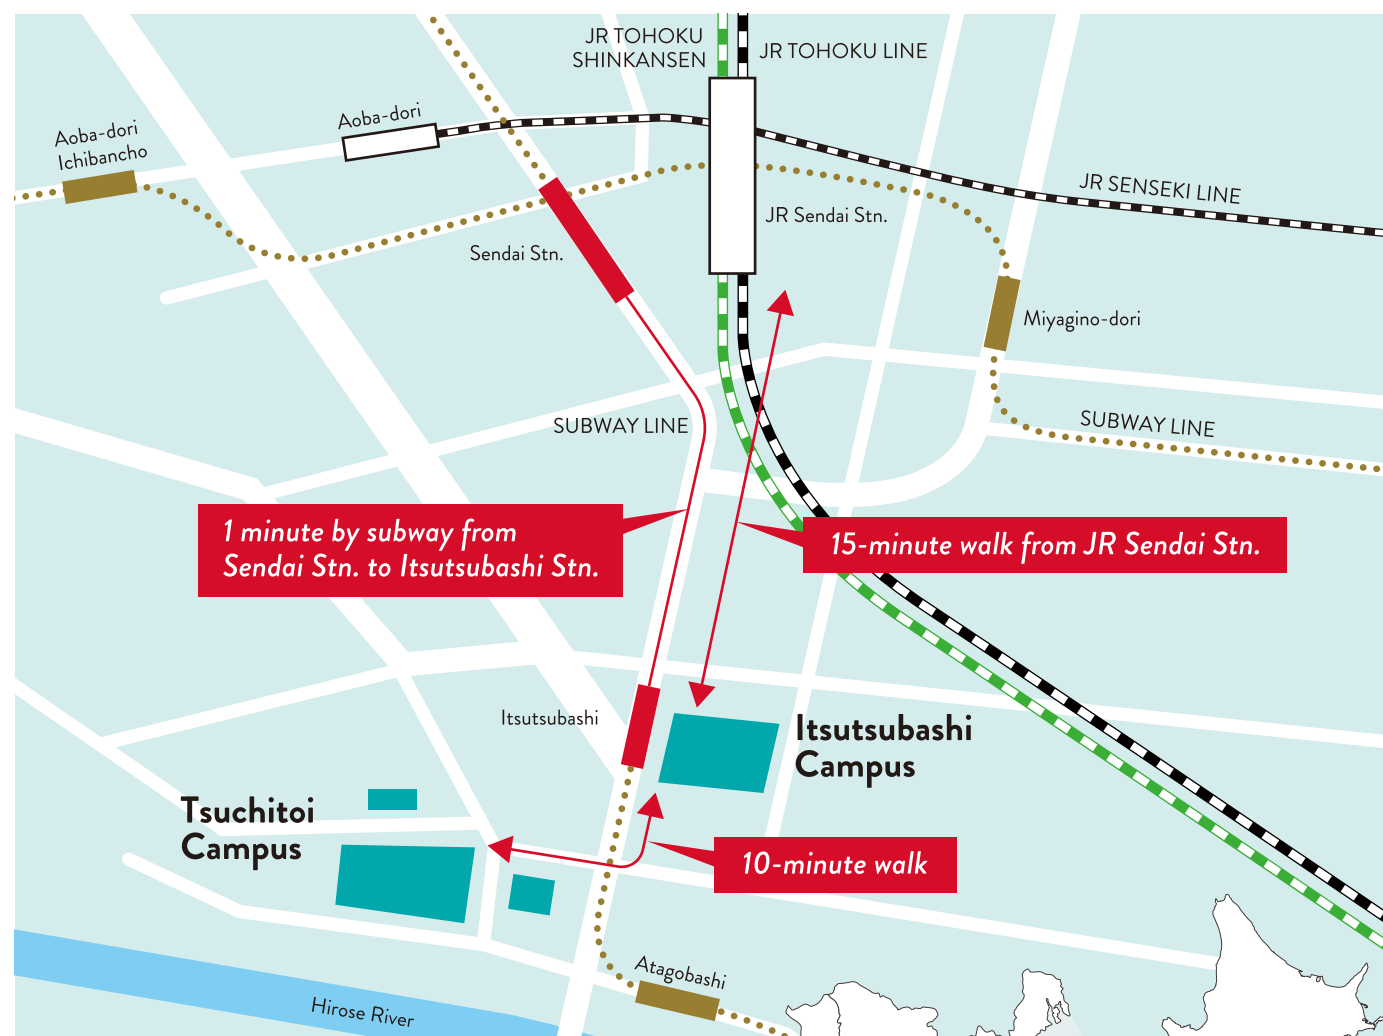 JR TOHOKU
SHINKANSEN
JR TOHOKU LINE
Aoba-dori
Aoba-dori
Ichibancho
JR SENSEKI LINE
JR Sendai Stn.
Sendai Stn.
Miyagino-dori
SUBWAY LINE
SUBWAY LINE
1 minute by subway from
Sendai Stn. to Itsutsubashi Stn.
15-minute walk from JR Sendai Stn.
Itsutsubashi
Itsutsubashi
Campus
Tsuchitoi
Campus
10-minute walk
Atagobashi
Hirose River